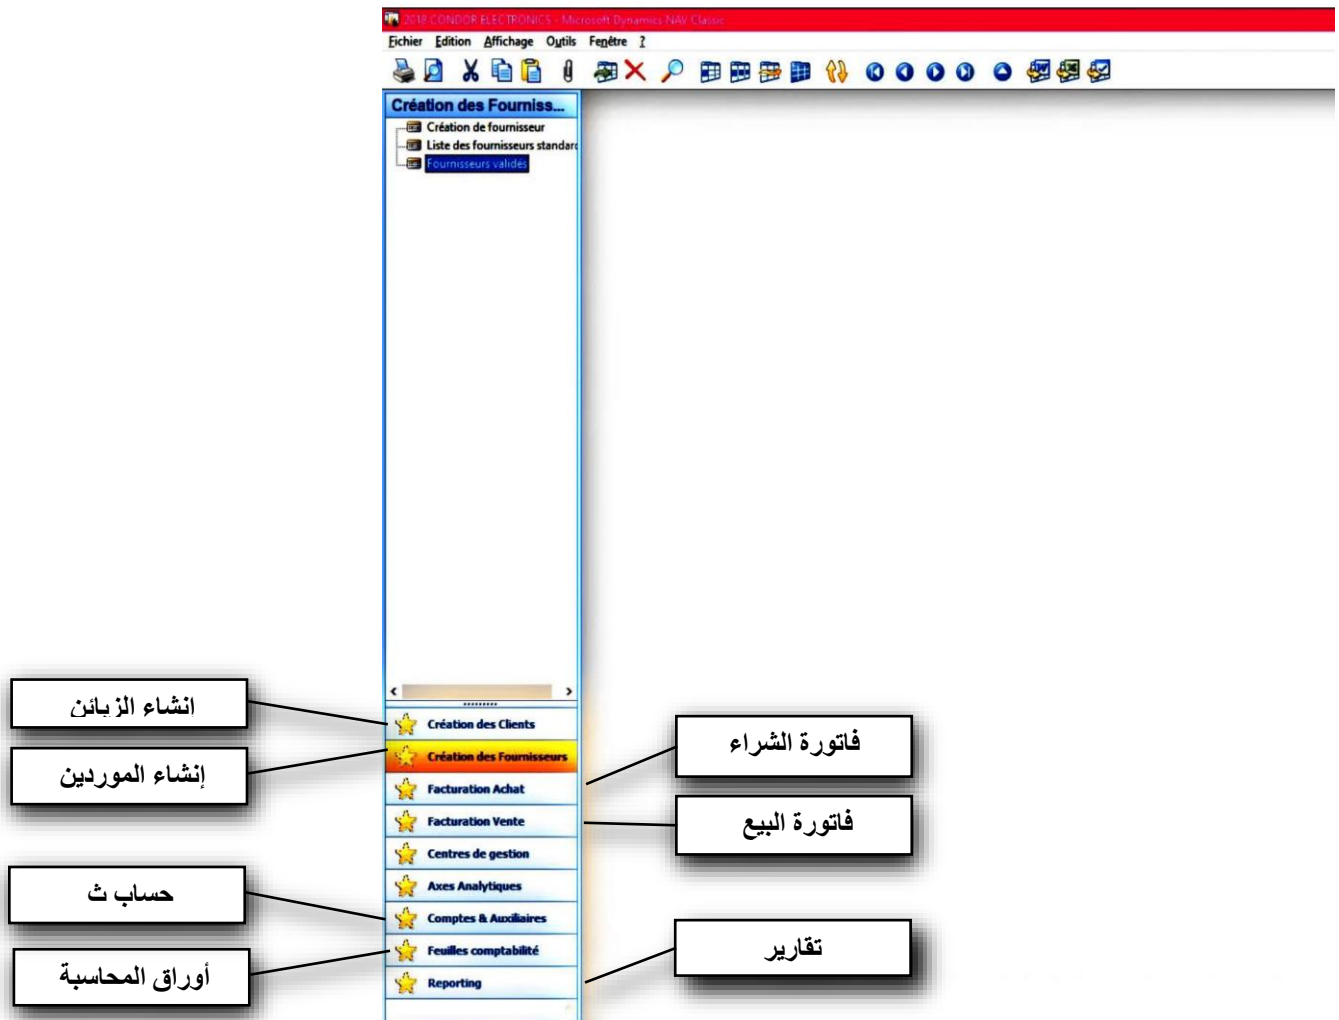 2018 CONDOR ELECTRONICS - Microsoft Dynamics NAV Classic
Fichier Edition Affichage Outils Fenêtre ?
Création des Fourniss...
Création de fournisseur
Liste des fournisseurs standard
Fournisseurs validés
انشاء الزبائن
إنشاء الموردين
حساب ث
أوراق المحاسبة
Création des Clients
Création des Fournisseurs
Facturation Achat
Facturation Vente
Centres de gestion
Axes Analytiques
Comptes & Auxiliaires
Feuilles comptabilité
Reporting
فاتورة الشراء
فاتورة البيع
تقارير